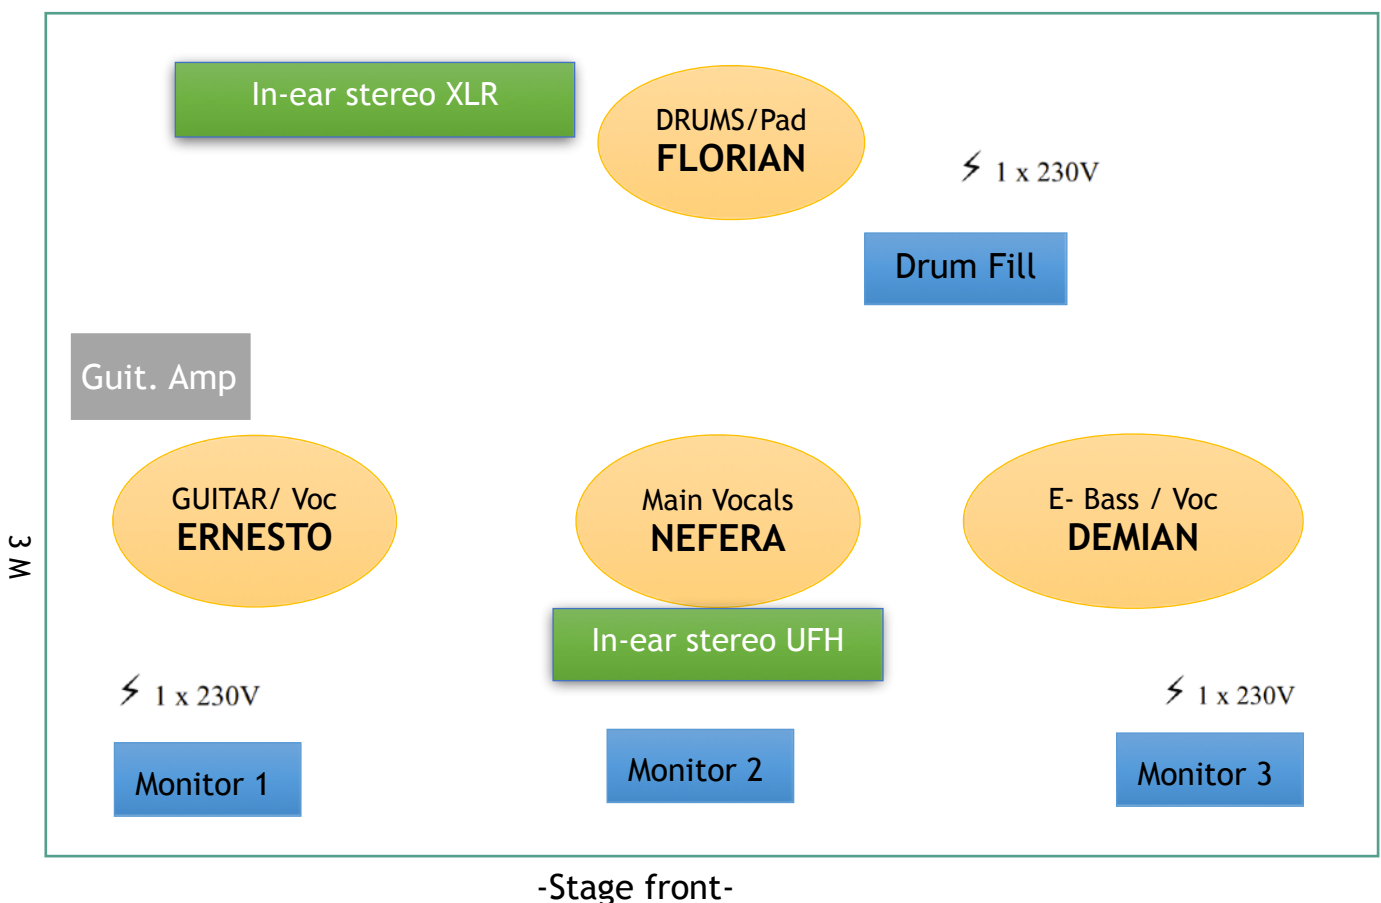 In-ear stereo XLR
DRUMS/Pad
FLORIAN
1 x 230V
Drum Fill
Guit. Amp
GUITAR/ Voc
ERNESTO
Main Vocals
NEFERA
E- Bass / Voc
DEMIAN
3 M
In-ear stereo UFH
1 x 230V
1 x 230V
Monitor 1
Monitor 2
Monitor 3
-Stage front-